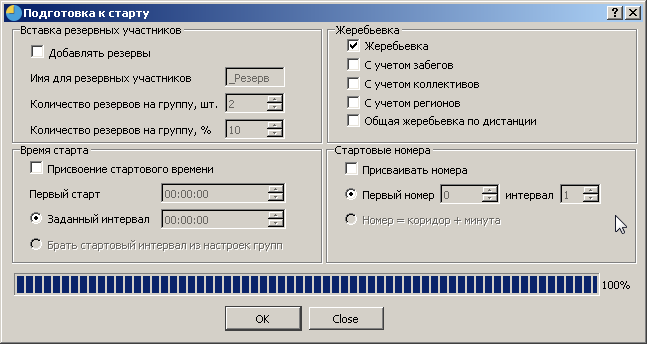 Подготовка к старту
Вставка резервных участников
Добавлять резервы
Имя для резервных участников _Резерв
Количество резервов на группу, шт. 2
Количество резервов на группу, % 10
Жеребьевка
Жеребьевка
С учетом забегов
С учетом коллективов
С учетом регионов
Общая жеребьевка по дистанции
Время старта
Присвоение стартового времени
Первый старт 00:00:00
Заданный интервал 00:00:00
Брать стартовый интервал из настроек групп
Стартовые номера
Присваивать номера
Первый номер 0 интервал 1
Номер = коридор + минута
100%
OK Close